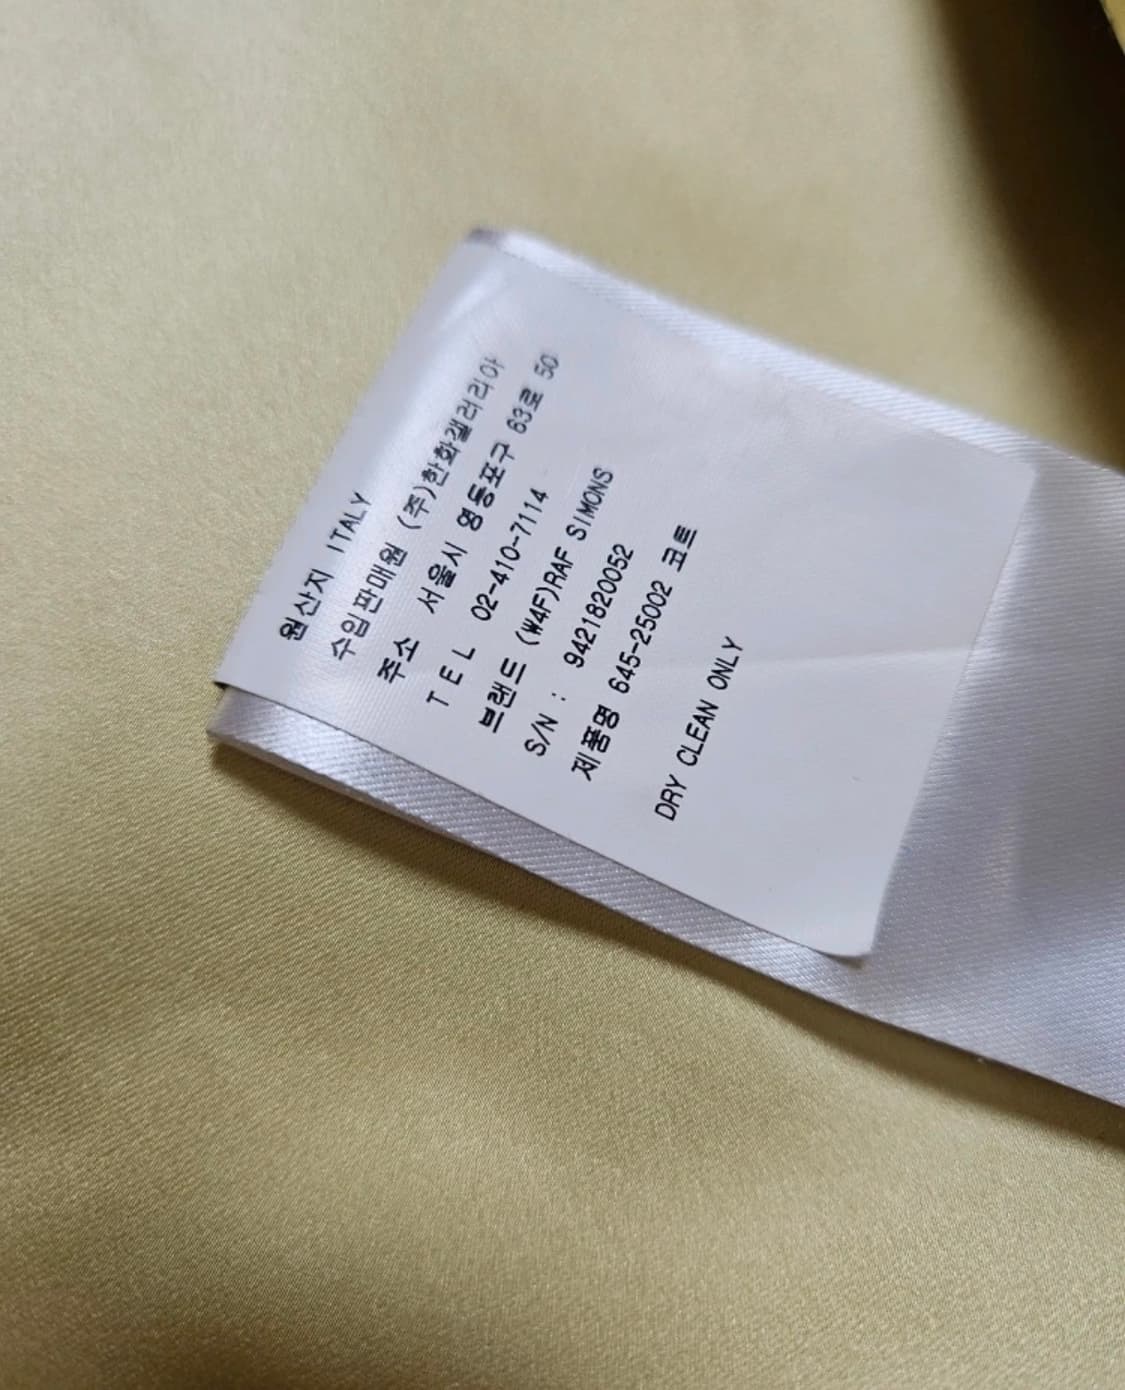 원산지 ITALY
수입판매원 (주)한화갤러리아
주소 서울시 영등포구 63로 50
TEL 02-410-7114
브랜드 (W4F)RAF SIMONS
S/N : 9421820052
제품명 645-25002 코트
DRY CLEAN ONLY